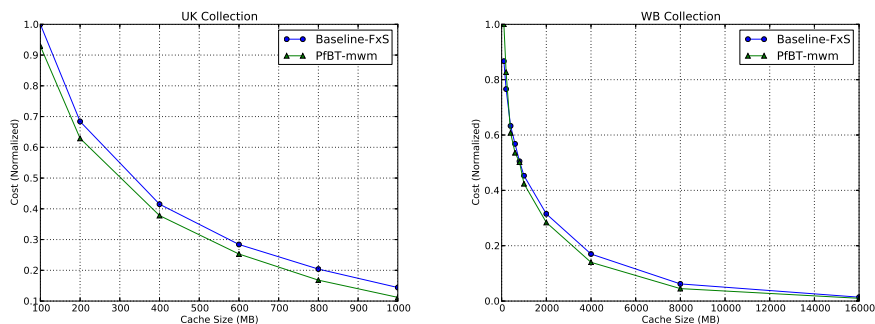 UK Collection
1.0
0.9
0.8
0.7
0.6
0.5
0.4
0.3
0.2
0.1
Cost (Normalized)
100 200 300 400 500 600 700 800 900 1000
Cache Size (MB)
Baseline-FxS
PfBT-mwm
WB Collection
1.0
0.8
0.6
0.4
0.2
0.0
Cost (Normalized)
0 2000 4000 6000 8000 10000 12000 14000 16000
Cache Size (MB)
Baseline-FxS
PfBT-mwm